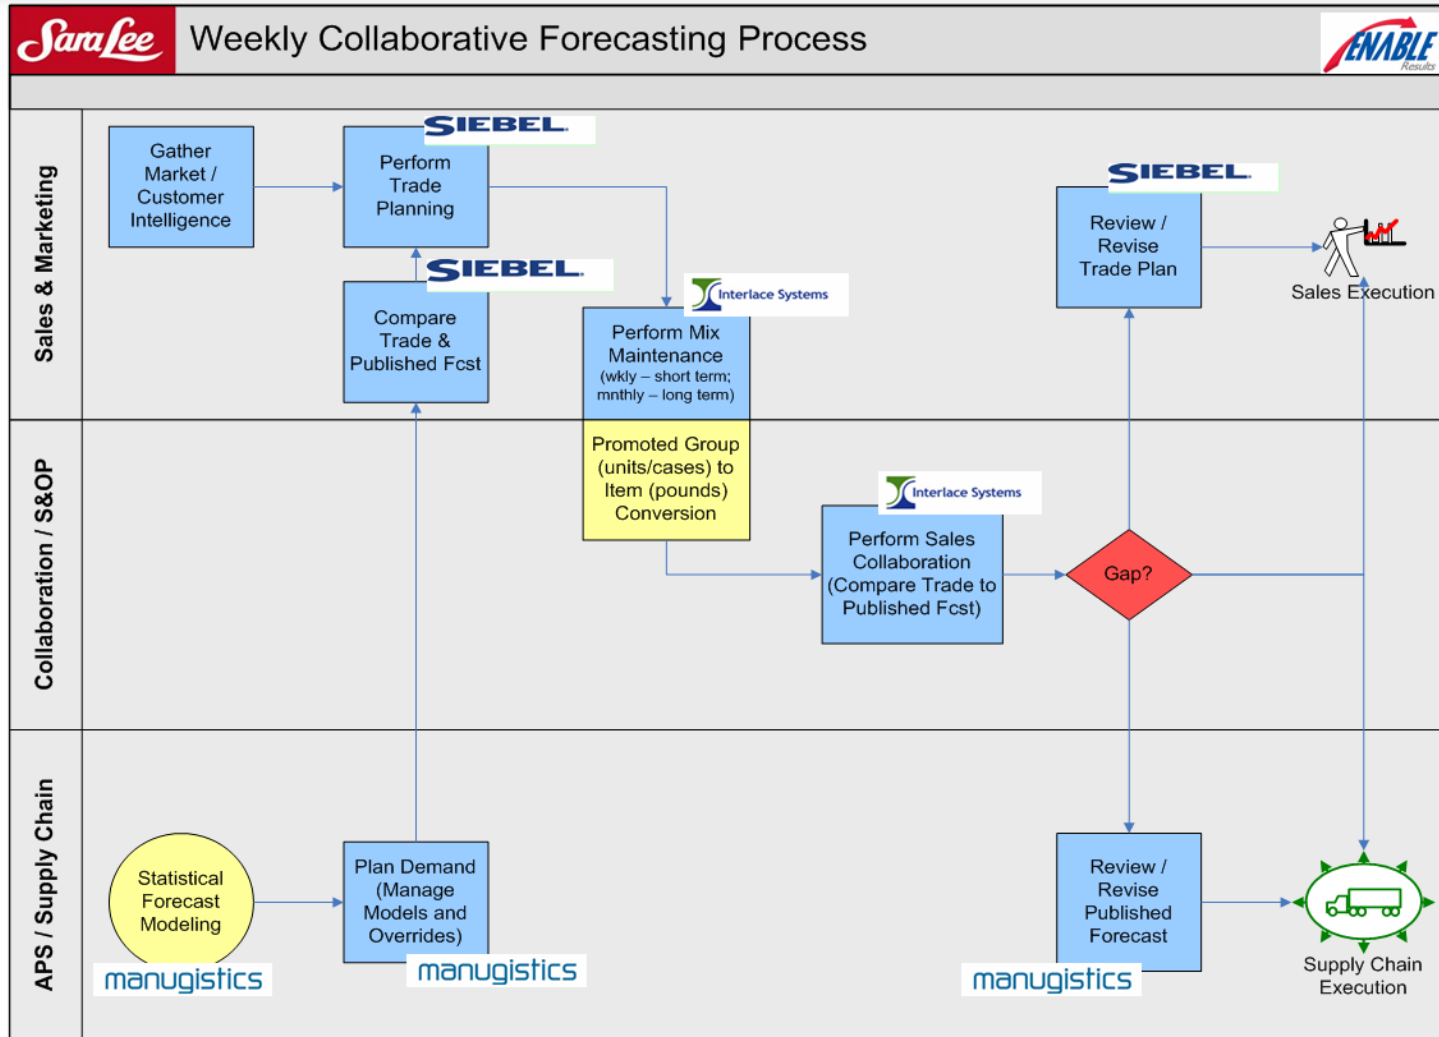 Sara Lee
Weekly Collaborative Forecasting Process
ENABLE
Results
Sales & Marketing
Gather
Market /
Customer
Intelligence
SIEBEL.
Perform
Trade
Planning
SIEBEL.
Compare
Trade &
Published Fcst
Interlace Systems
Perform Mix
Maintenance
(wkly – short term;
mnthly – long term)
SIEBEL.
Review /
Revise
Trade Plan
Sales Execution
Collaboration / S&OP
Promoted Group
(units/cases) to
Item (pounds)
Conversion
Interlace Systems
Perform Sales
Collaboration
(Compare Trade to
Published Fcst)
Gap?
APS / Supply Chain
Statistical
Forecast
Modeling
manugistics
Plan Demand
(Manage
Models and
Overrides)
manugistics
Review /
Revise
Published
Forecast
manugistics
Supply Chain
Execution